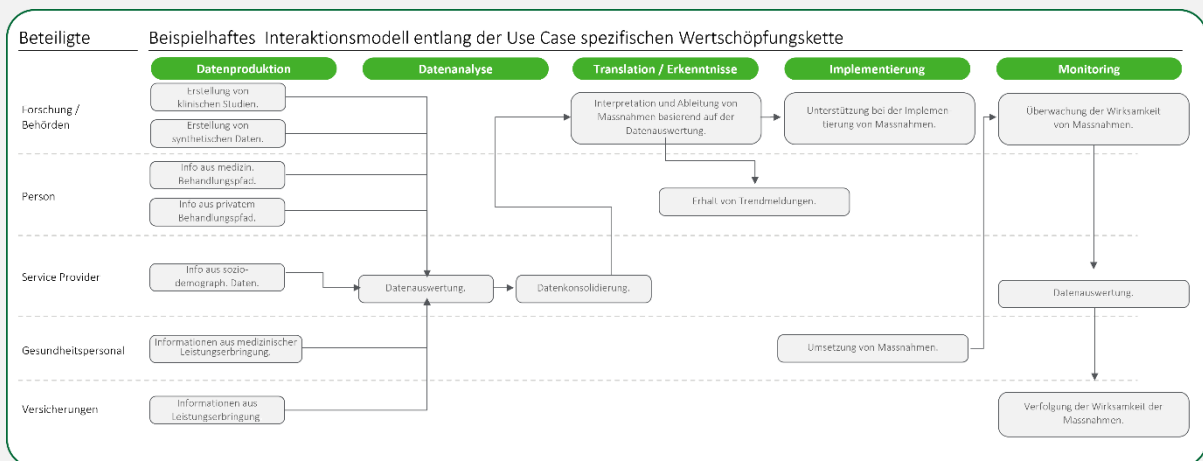 Beteiligte
Beispielhaftes Interaktionsmodell entlang der Use Case spezifischen Wertschöpfungskette
Datenproduktion
Datenanalyse
Translation / Erkenntnisse
Implementierung
Monitoring
Forschung /
Behörden
Erstellung von
klinischen Studien.
Erstellung von
synthetischen Daten.
Interpretation und Ableitung von
Massnahmen basierend auf der
Datenauswertung.
Unterstützung bei der Implemen
tierung von Massnahmen.
Überwachung der Wirksamkeit
von Massnahmen.
Person
Info aus medizin.
Behandlungspfad.
Info aus privatem
Behandlungspfad.
Erhalt von Trendmeldungen.
Service Provider
Info aus sozio-
demograph. Daten.
Datenauswertung.
Datenkonsolidierung.
Datenauswertung.
Gesundheitspersonal
Informationen aus medizinischer
Leistungserbringung.
Umsetzung von Massnahmen.
Versicherungen
Informationen aus
Leistungserbringung
Verfolgung der Wirksamkeit der
Massnahmen.